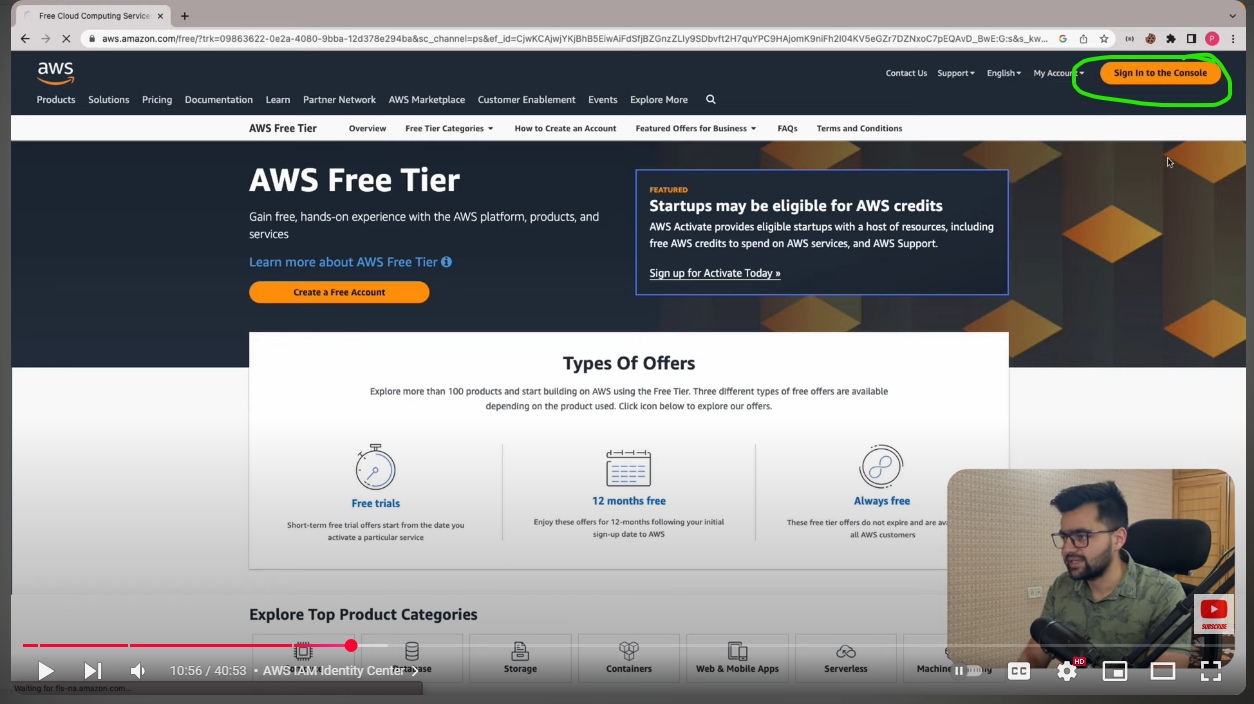 Free Cloud Computing Service
aws.amazon.com/free/?trk=09863622-0e2a-4080-9bba-12d378e294ba&sc_channel=ps&ef_id=
aws
Contact Us Support English My Account Sign In to the Console
Products Solutions Pricing Documentation Learn Partner Network AWS Marketplace Customer Enablement Events Explore More
AWS Free Tier Overview Free Tier Categories How to Create an Account Featured Offers for Business FAQs Terms and Conditions
AWS Free Tier
Gain free, hands-on experience with the AWS platform, products, and
services
Learn more about AWS Free Tier
Create a Free Account
FEATURED
Startups may be eligible for AWS credits
AWS Activate provides eligible startups with a host of resources, including
free AWS credits to spend on AWS services, and AWS Support.
Sign up for Activate Today »
Types Of Offers
Explore more than 100 products and start building on AWS using the Free Tier. Three different types of free offers are available
depending on the product used. Click icon below to explore our offers.
Free trials
Short-term free trial offers start from the date you
activate a particular service
12 months free
Enjoy these offers for 12-months following your initial
sign-up date to AWS
Always free
These free tier offers do not expire and are
all AWS customers
SUBSCRIBE
Explore Top Product Categories
Storage Containers Web & Mobile Apps Serverless
10:56 / 40:53 • AWS IAM Identity Center
CC HD
Waiting for fls-na.amazon.com...